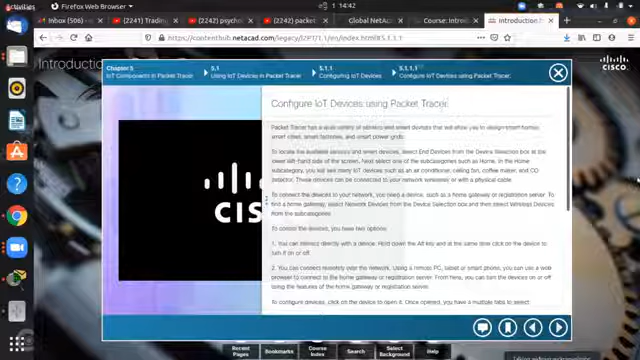 Activities
Firefox Web Browser
14:42
Inbox (50
(2241) Trading
(2242) psych
(2242) packet
Global NetAc
Course: Introd
Introduction
https://contenthub.netacad.com/legacy/I2PT/1.1/en/index.html#5.1.1.1
Introdu
CISCO
Chapter 5
IoT Components in Packet Tracer
5.1
Using IoT Devices in Packet Tracer
5.1.1
Configuring IoT Devices
5.1.1.1
Configure IoT Devices using Packet Tracer
Configure IoT Devices using Packet Tracer
Packet Tracer has a wide variety of sensors and smart devices that will allow you to design smart homes,
smart cities, smart factories, and smart power grids.
To locate the available sensors and smart devices, select End Devices from the Device Selection box at the
lower left-hand side of the screen. Next select one of the subcategories such as Home. In the Home
subcategory, you will see many IoT devices such as an air conditioner, ceiling fan, coffee maker, and CO
detector. These devices can be connected to your network wirelessly or with a physical cable.
To connect the devices to your network, you need a device, such as a home gateway or registration server. To
find a home gateway, select Network Devices from the Device Selection box and then select Wireless Devices
from the subcategories.
To control the devices, you have two options:
1. You can interact directly with a device. Hold down the Alt key and at the same time click on the device to
turn it on or off.
2. You can connect remotely over the network. Using a remote PC, tablet or smart phone, you can use a web
browser to connect to the home gateway or registration server. From here, you can turn the devices on or off
using the features of the home gateway or registration server.
To configure devices, click on the device to open it. Once opened, you have a multiple tabs to select:
CIS
Recent
Pages
Bookmarks
Course
Index
Search
Select
Background
Help